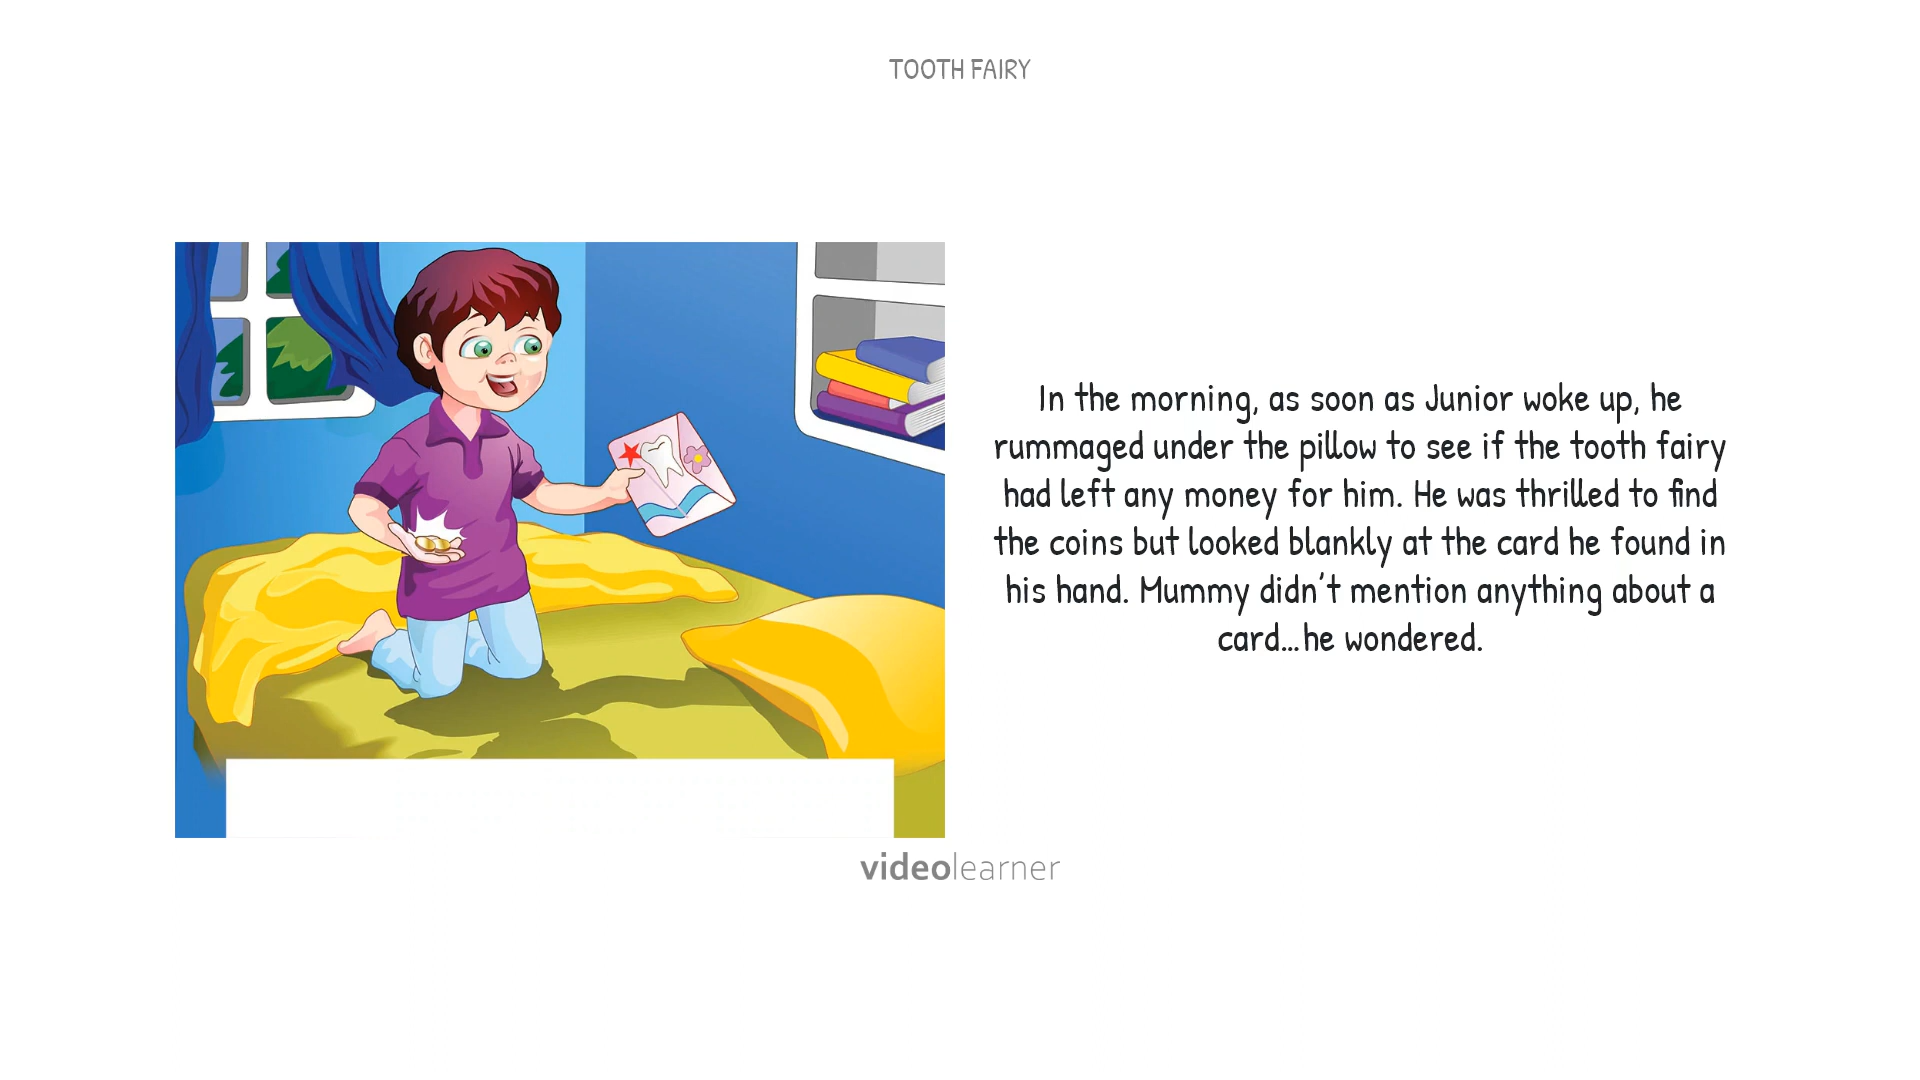 TOOTH FAIRY
In the morning, as soon as Junior woke up, he
rummaged under the pillow to see if the tooth fairy
had left any money for him. He was thrilled to find
the coins but looked blankly at the card he found in
his hand. Mummy didn't mention anything about a
card...he wondered.
videolearner